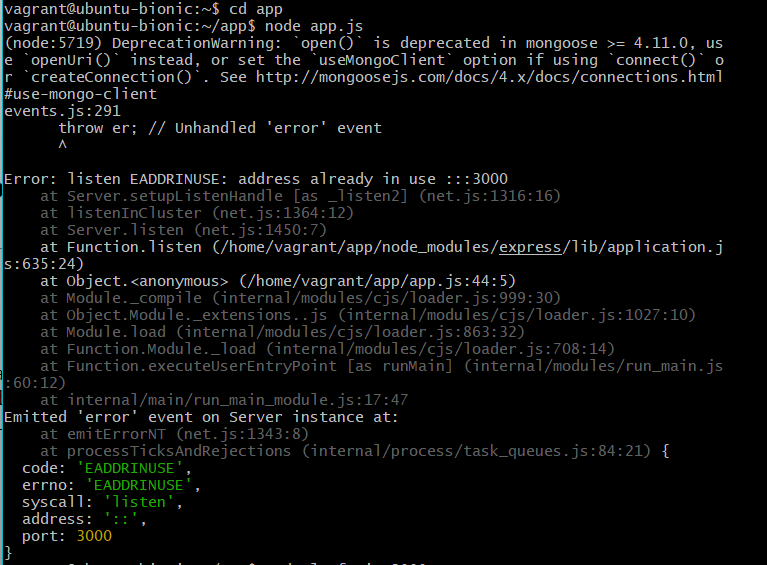 vagrant@ubuntu-bionic:~$ cd app
vagrant@ubuntu-bionic:~/app$ node app.js
(node:5719) DeprecationWarning: `open()` is deprecated in mongoose >= 4.11.0, us
e `openUri()` instead, or set the `useMongoClient` option if using `connect()` o
r `createConnection()`. See http://mongoosejs.com/docs/4.x/docs/connections.html
#use-mongo-client
events.js:291
      throw er; // Unhandled 'error' event
      ^

Error: listen EADDRINUSE: address already in use :::3000
    at Server.setupListenHandle [as _listen2] (net.js:1316:16)
    at listenInCluster (net.js:1364:12)
    at Server.listen (net.js:1450:7)
    at Function.listen (/home/vagrant/app/node_modules/express/lib/application.j
s:635:24)
    at Object.<anonymous> (/home/vagrant/app/app.js:44:5)
    at Module._compile (internal/modules/cjs/loader.js:999:30)
    at Object.Module._extensions..js (internal/modules/cjs/loader.js:1027:10)
    at Module.load (internal/modules/cjs/loader.js:863:32)
    at Function.Module._load (internal/modules/cjs/loader.js:708:14)
    at Function.executeUserEntryPoint [as runMain] (internal/modules/run_main.js
:60:12)
    at internal/main/run_main_module.js:17:47
Emitted 'error' event on Server instance at:
    at emitErrorNT (net.js:1343:8)
    at processTicksAndRejections (internal/process/task_queues.js:84:21) {
  code: 'EADDRINUSE',
  errno: 'EADDRINUSE',
  syscall: 'listen',
  address: '::',
  port: 3000
}